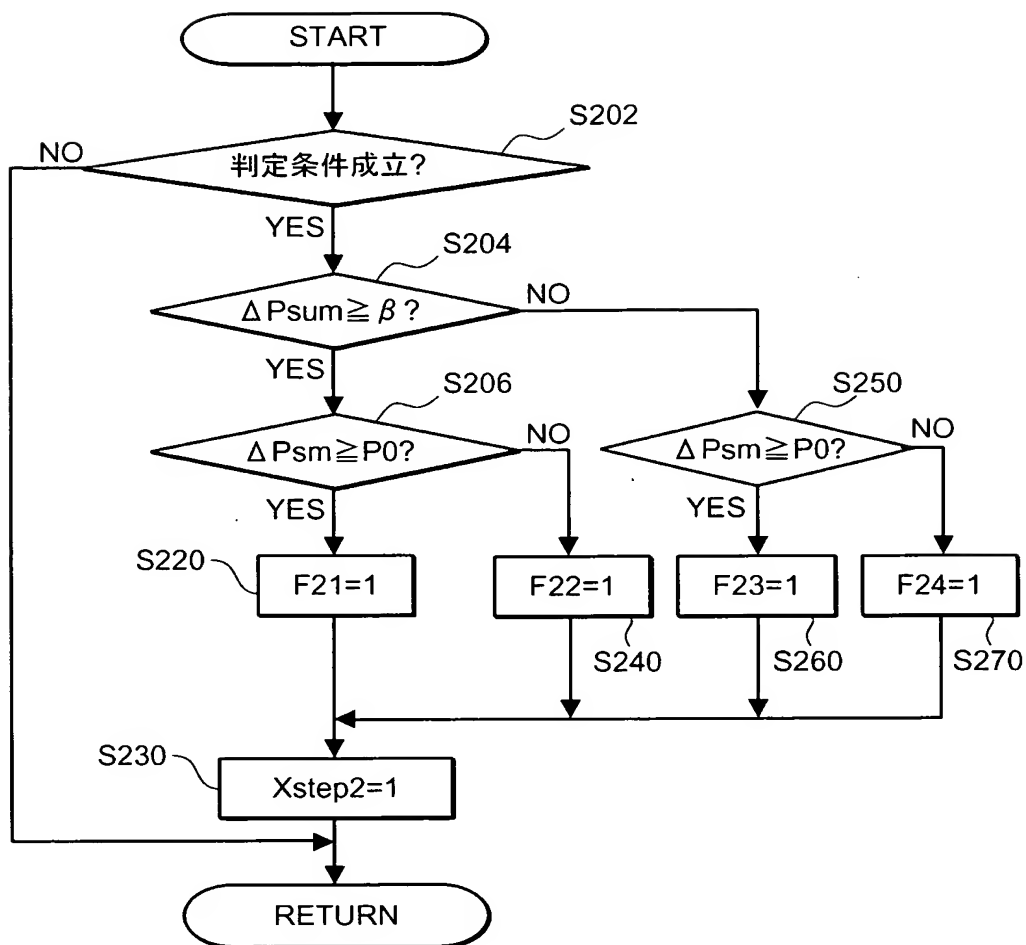 START
S202
NO
判定条件成立?
YES
S204
ΔPsum≧β?
NO
YES
S206
S250
ΔPsm≧P0?
NO
ΔPsm≧P0?
NO
YES
YES
S220
F21=1
F22=1
F23=1
F24=1
S240
S260
S270
S230
Xstep2=1
RETURN